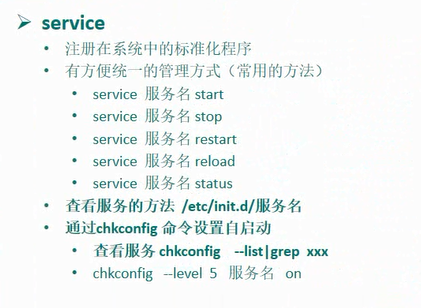 service
注册在系统中的标准化程序
有方便统一的管理方式（常用的方法）
service 服务名 start
service 服务名 stop
service 服务名 restart
service 服务名 reload
service 服务名 status
查看服务的方法 /etc/init.d/服务名
通过chkconfig 命令设置自启动
查看服务 chkconfig --list|grep xxx
chkconfig --level 5 服务名 on